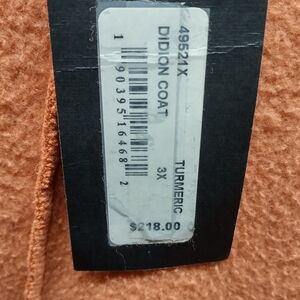 49521X
DIDION COAT
TURMERIC
3X
1 90395 16468 2
$218.00